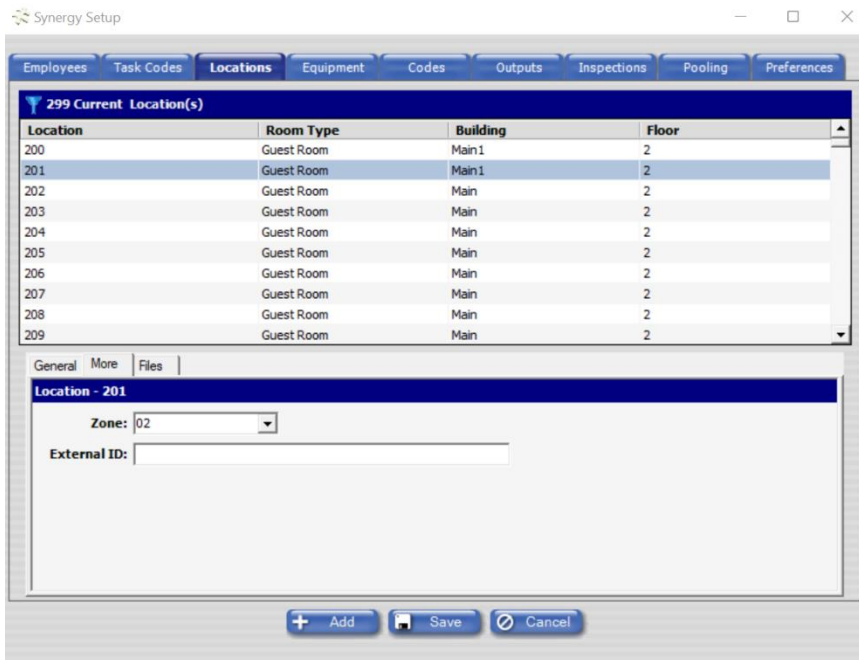 Synergy Setup
Employees Task Codes Locations Equipment Codes Outputs Inspections Pooling Preferences
299 Current Location(s)
Location Room Type Building Floor
200 Guest Room Main1 2
201 Guest Room Main1 2
202 Guest Room Main 2
203 Guest Room Main 2
204 Guest Room Main 2
205 Guest Room Main 2
206 Guest Room Main 2
207 Guest Room Main 2
208 Guest Room Main 2
209 Guest Room Main 2
General More Files
Location - 201
Zone: 02
External ID:
Add Save Cancel